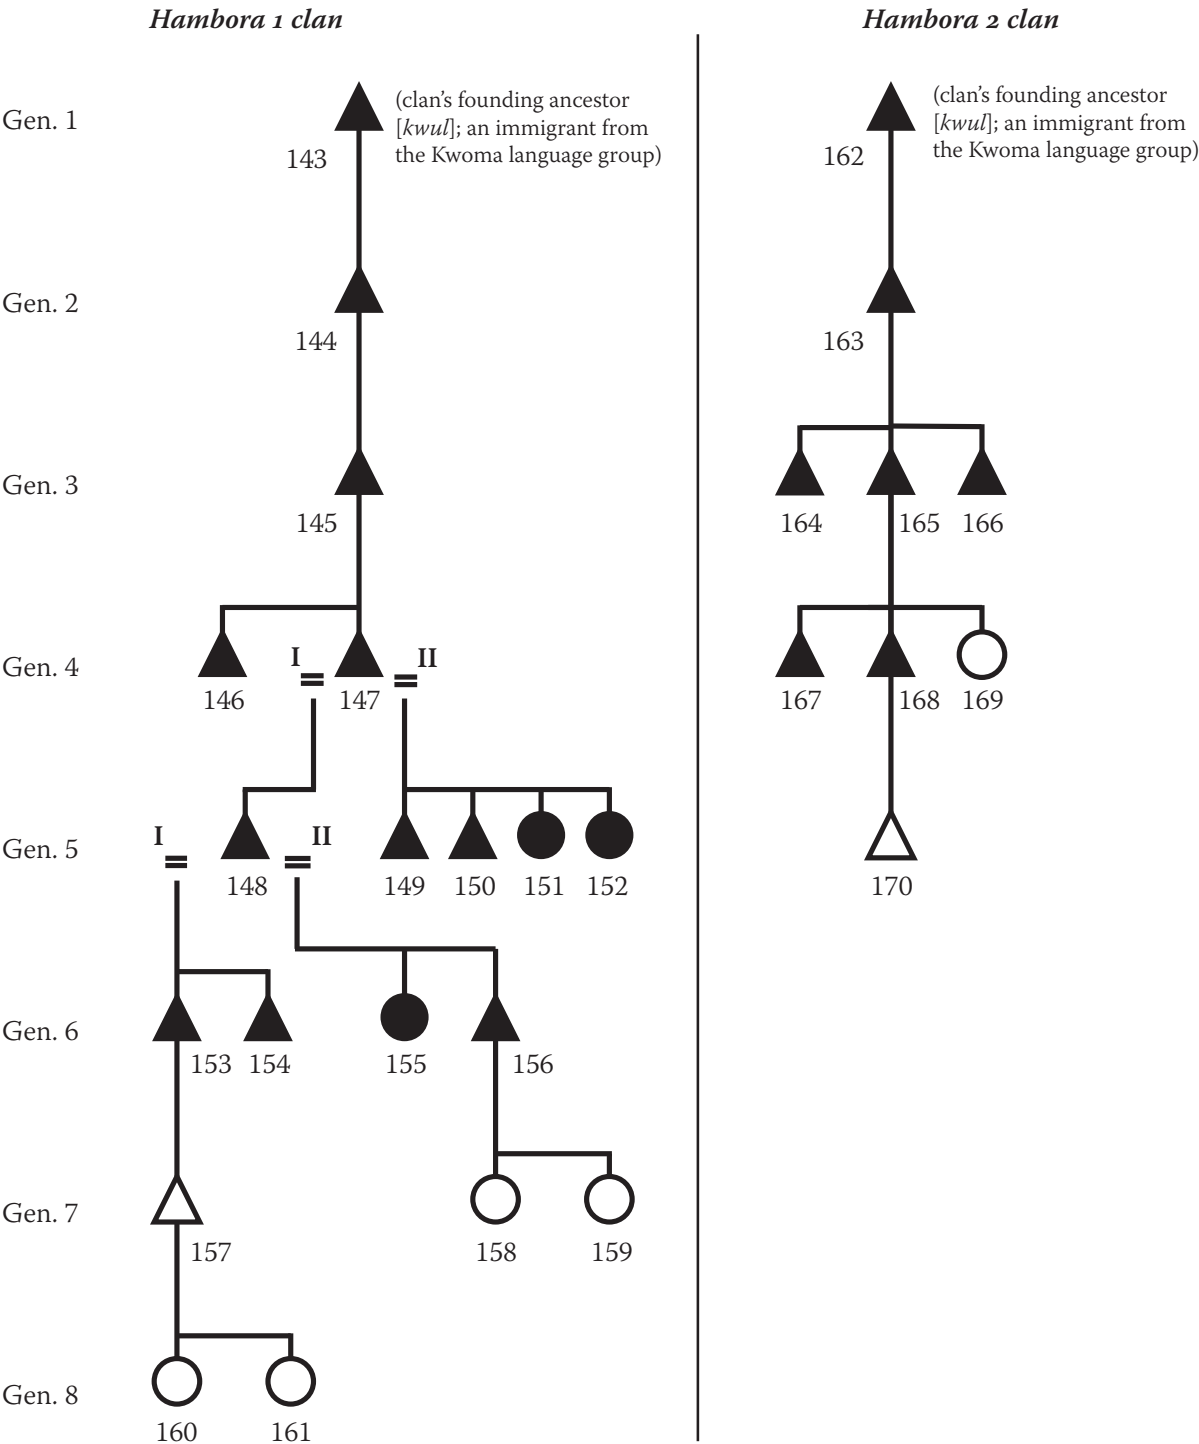 Hambora 1 clan
Hambora 2 clan
Gen. 1
(clan's founding ancestor
[kwul]; an immigrant from
the Kwoma language group)
143
(clan's founding ancestor
[kwul]; an immigrant from
the Kwoma language group)
162
Gen. 2
144
163
Gen. 3
145
164 165 166
Gen. 4
I II
146 147
167 168 169
Gen. 5
I II
148 149 150 151 152
170
Gen. 6
153 154 155 156
Gen. 7
157 158 159
Gen. 8
160 161